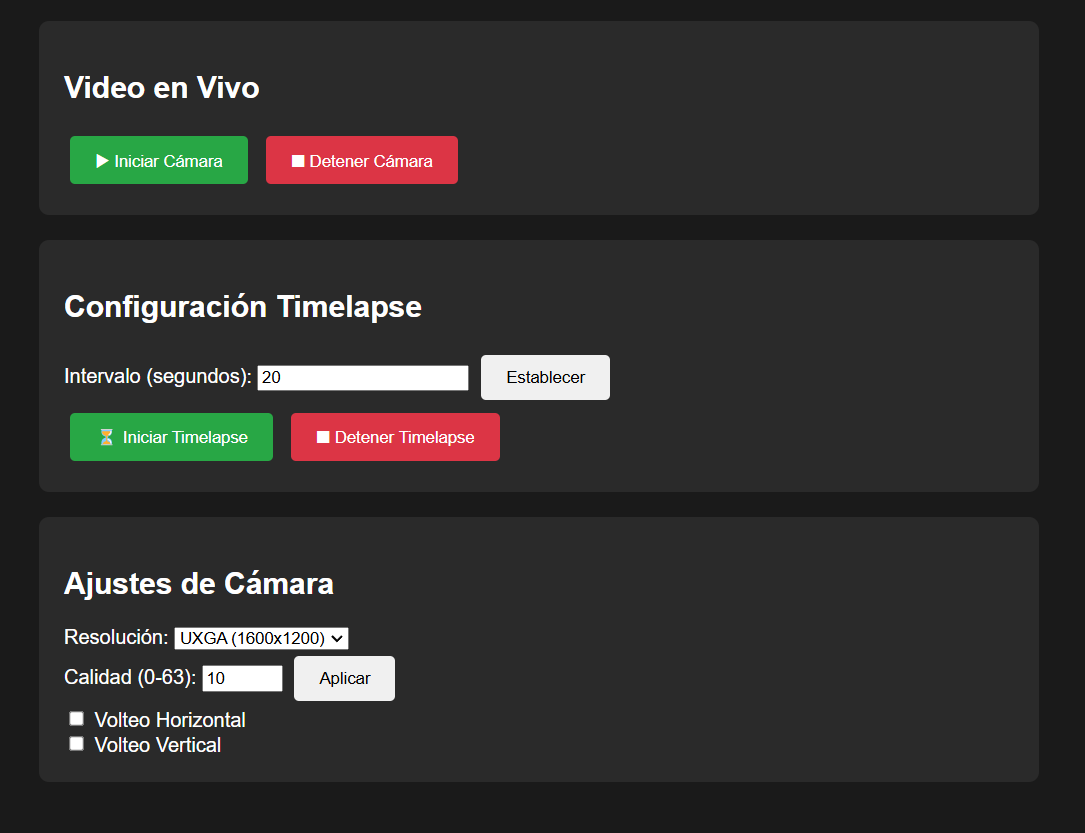 Video en Vivo
▶ Iniciar Cámara
■ Detener Cámara
Configuración Timelapse
Intervalo (segundos): 20 Establecer
⏳ Iniciar Timelapse
■ Detener Timelapse
Ajustes de Cámara
Resolución: UXGA (1600x1200)
Calidad (0-63): 10 Aplicar
Volteo Horizontal
Volteo Vertical